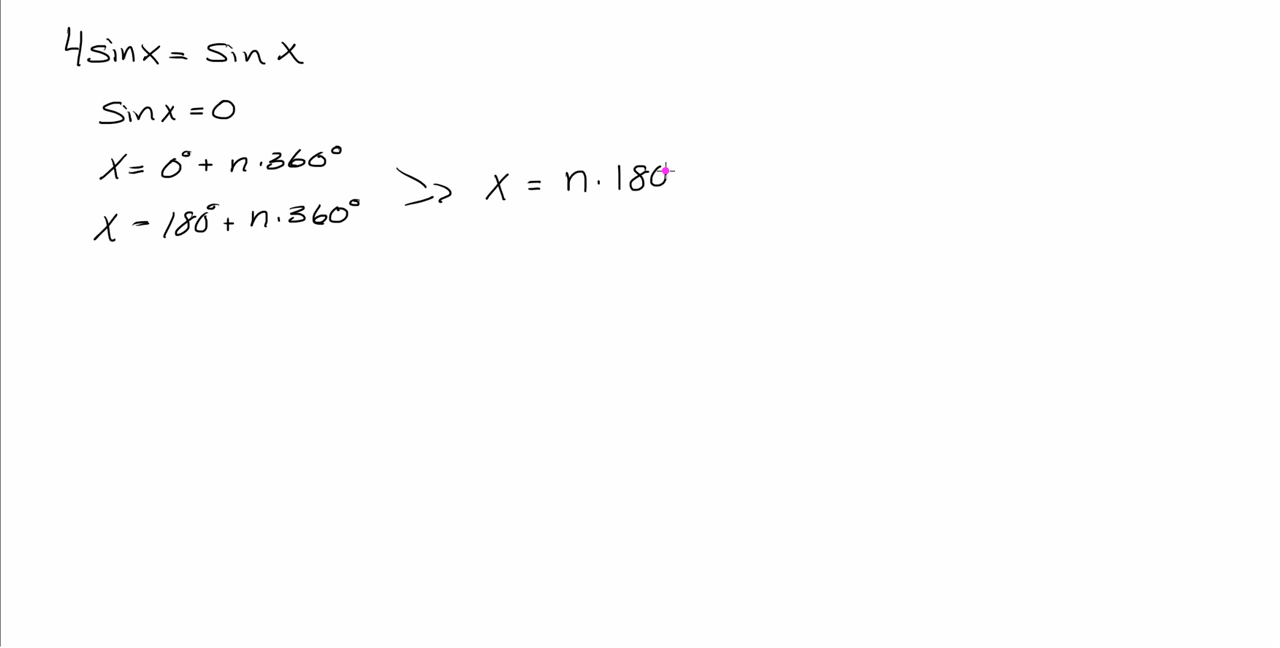 4sinx = sin x
sinx = 0
x = 0° + n·360°
x = 180° + n·360°
>> x = n·180